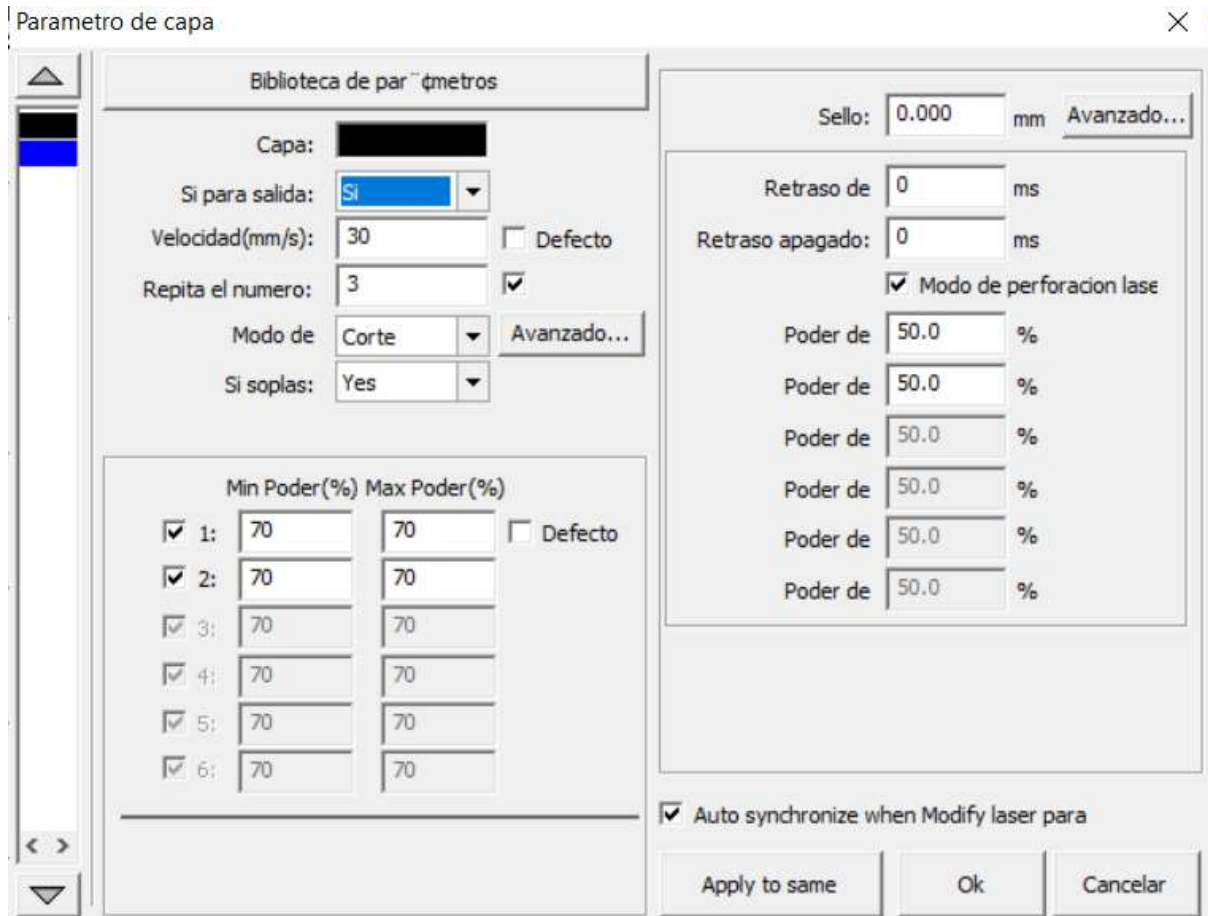 Parametro de capa
Biblioteca de par¨¢metros
Capa:
Si para salida: Si
Velocidad(mm/s): 30 Defecto
Repita el numero: 3
Modo de Corte Avanzado...
Si soplas: Yes
Min Poder(%) Max Poder(%)
1: 70 70 Defecto
2: 70 70
3: 70 70
4: 70 70
5: 70 70
6: 70 70
Sello: 0.000 mm Avanzado...
Retraso de 0 ms
Retraso apagado: 0 ms
Modo de perforacion lase
Poder de 50.0 %
Poder de 50.0 %
Poder de 50.0 %
Poder de 50.0 %
Poder de 50.0 %
Poder de 50.0 %
Auto synchronize when Modify laser para
Apply to same Ok Cancelar